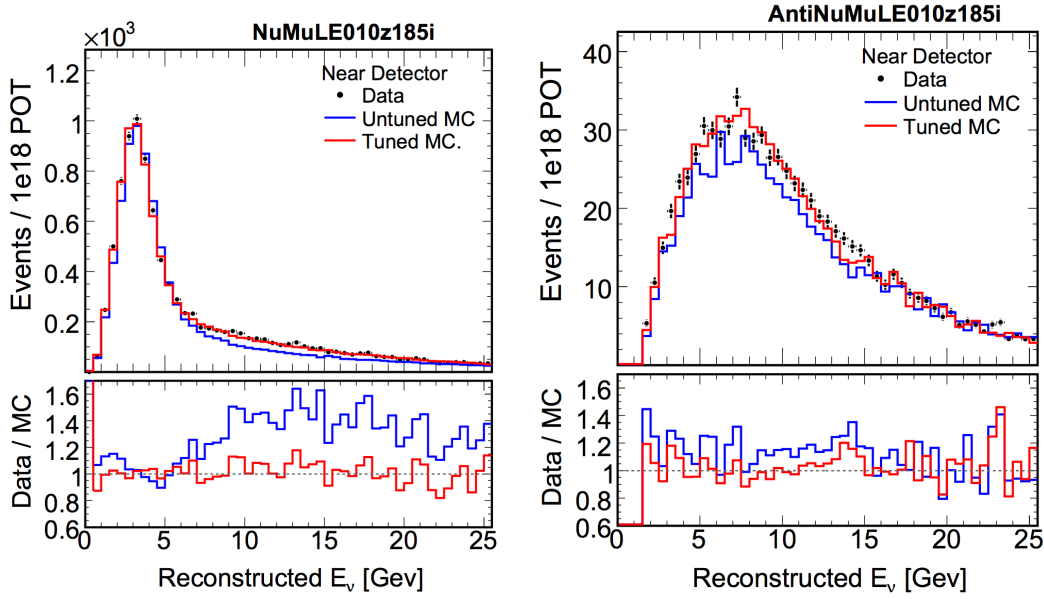 NuMuLE010z185i
×10³
Events / 1e18 POT
1.2
1
0.8
0.6
0.4
0.2
Near Detector
Data
Untuned MC
Tuned MC.
Data / MC
1.6
1.4
1.2
1
0.8
0.6
0 5 10 15 20 25
Reconstructed Eν [Gev]
AntiNuMuLE010z185i
Events / 1e18 POT
40
30
20
10
Near Detector
Data
Untuned MC
Tuned MC
Data / MC
1.6
1.4
1.2
1
0.8
0.6
0 5 10 15 20 25
Reconstructed Eν [Gev]